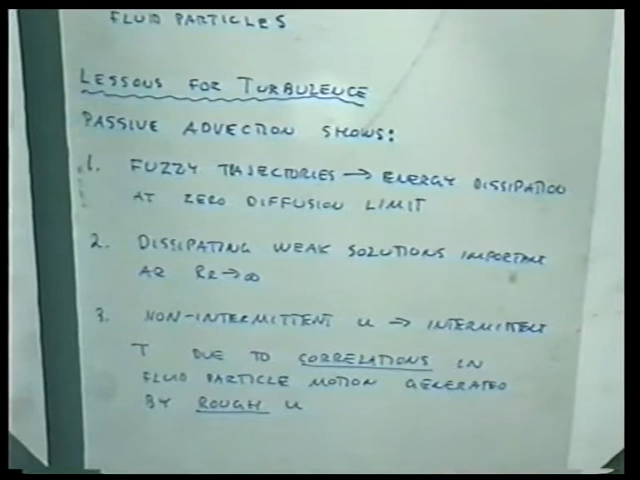 FLUID PARTICLES
LESSONS FOR TURBULENCE
PASSIVE ADVECTION SHOWS:
1. FUZZY TRAJECTORIES → ENERGY DISSIPATION
AT ZERO DIFFUSION LIMIT
2. DISSIPATING WEAK SOLUTIONS IMPORTANT
AR RE→∞
3. NON-INTERMITTENT u → INTERMITTENT
T DUE TO CORRELATIONS IN
FLUID PARTICLE MOTION GENERATED
BY ROUGH u